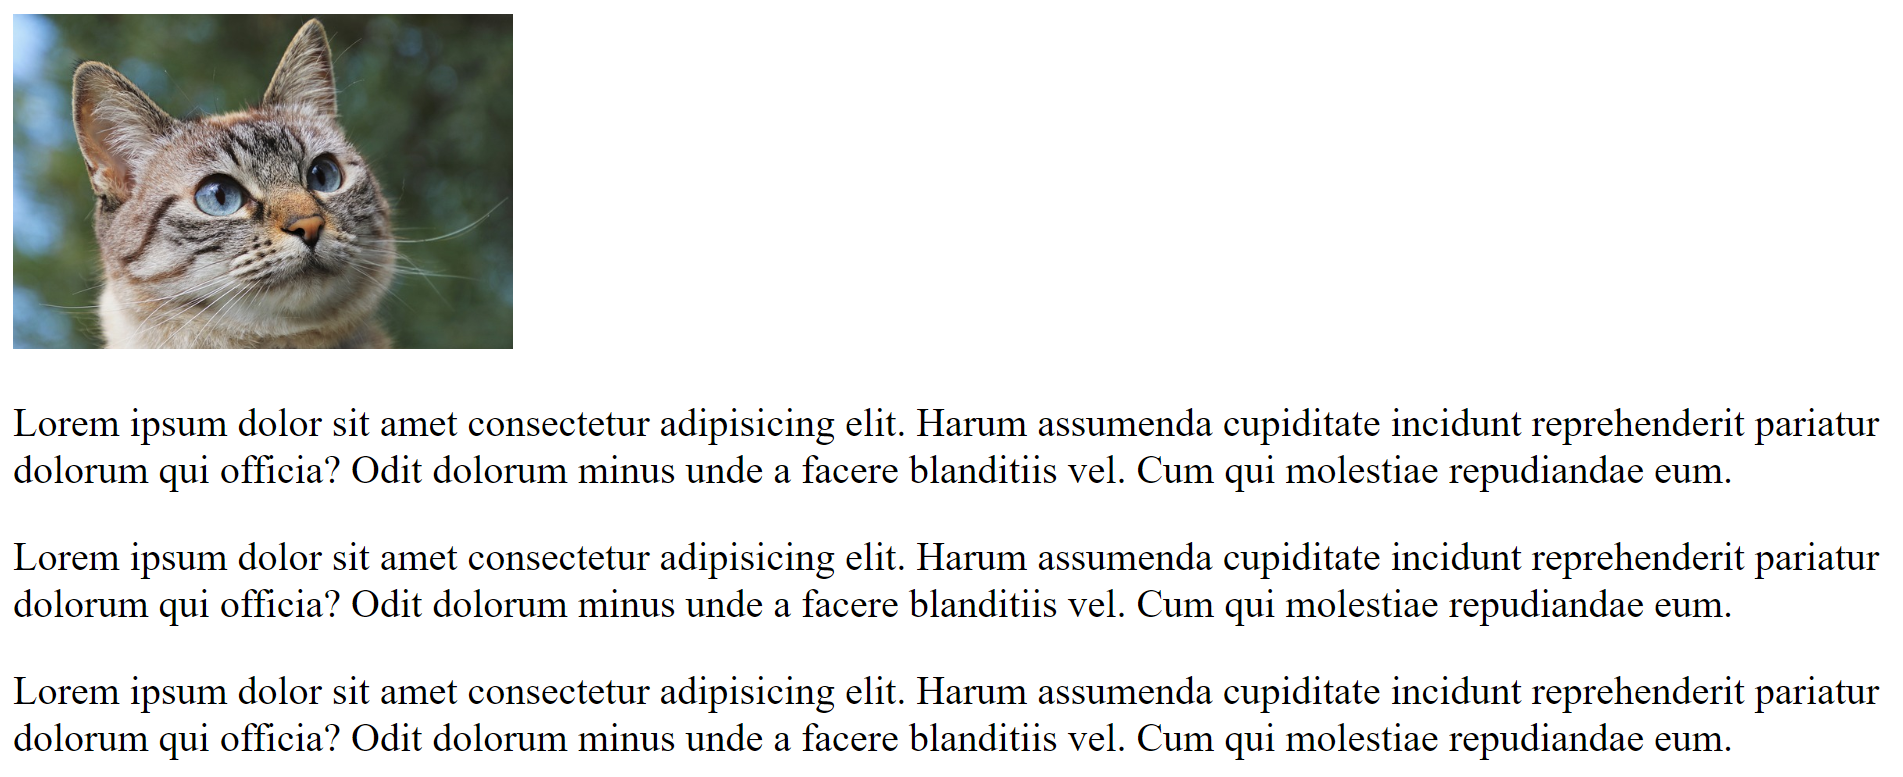 Lorem ipsum dolor sit amet consectetur adipisicing elit. Harum assumenda cupiditate incidunt reprehenderit pariatur
dolorum qui officia? Odit dolorum minus unde a facere blanditiis vel. Cum qui molestiae repudiandae eum.
Lorem ipsum dolor sit amet consectetur adipisicing elit. Harum assumenda cupiditate incidunt reprehenderit pariatur
dolorum qui officia? Odit dolorum minus unde a facere blanditiis vel. Cum qui molestiae repudiandae eum.
Lorem ipsum dolor sit amet consectetur adipisicing elit. Harum assumenda cupiditate incidunt reprehenderit pariatur
dolorum qui officia? Odit dolorum minus unde a facere blanditiis vel. Cum qui molestiae repudiandae eum.